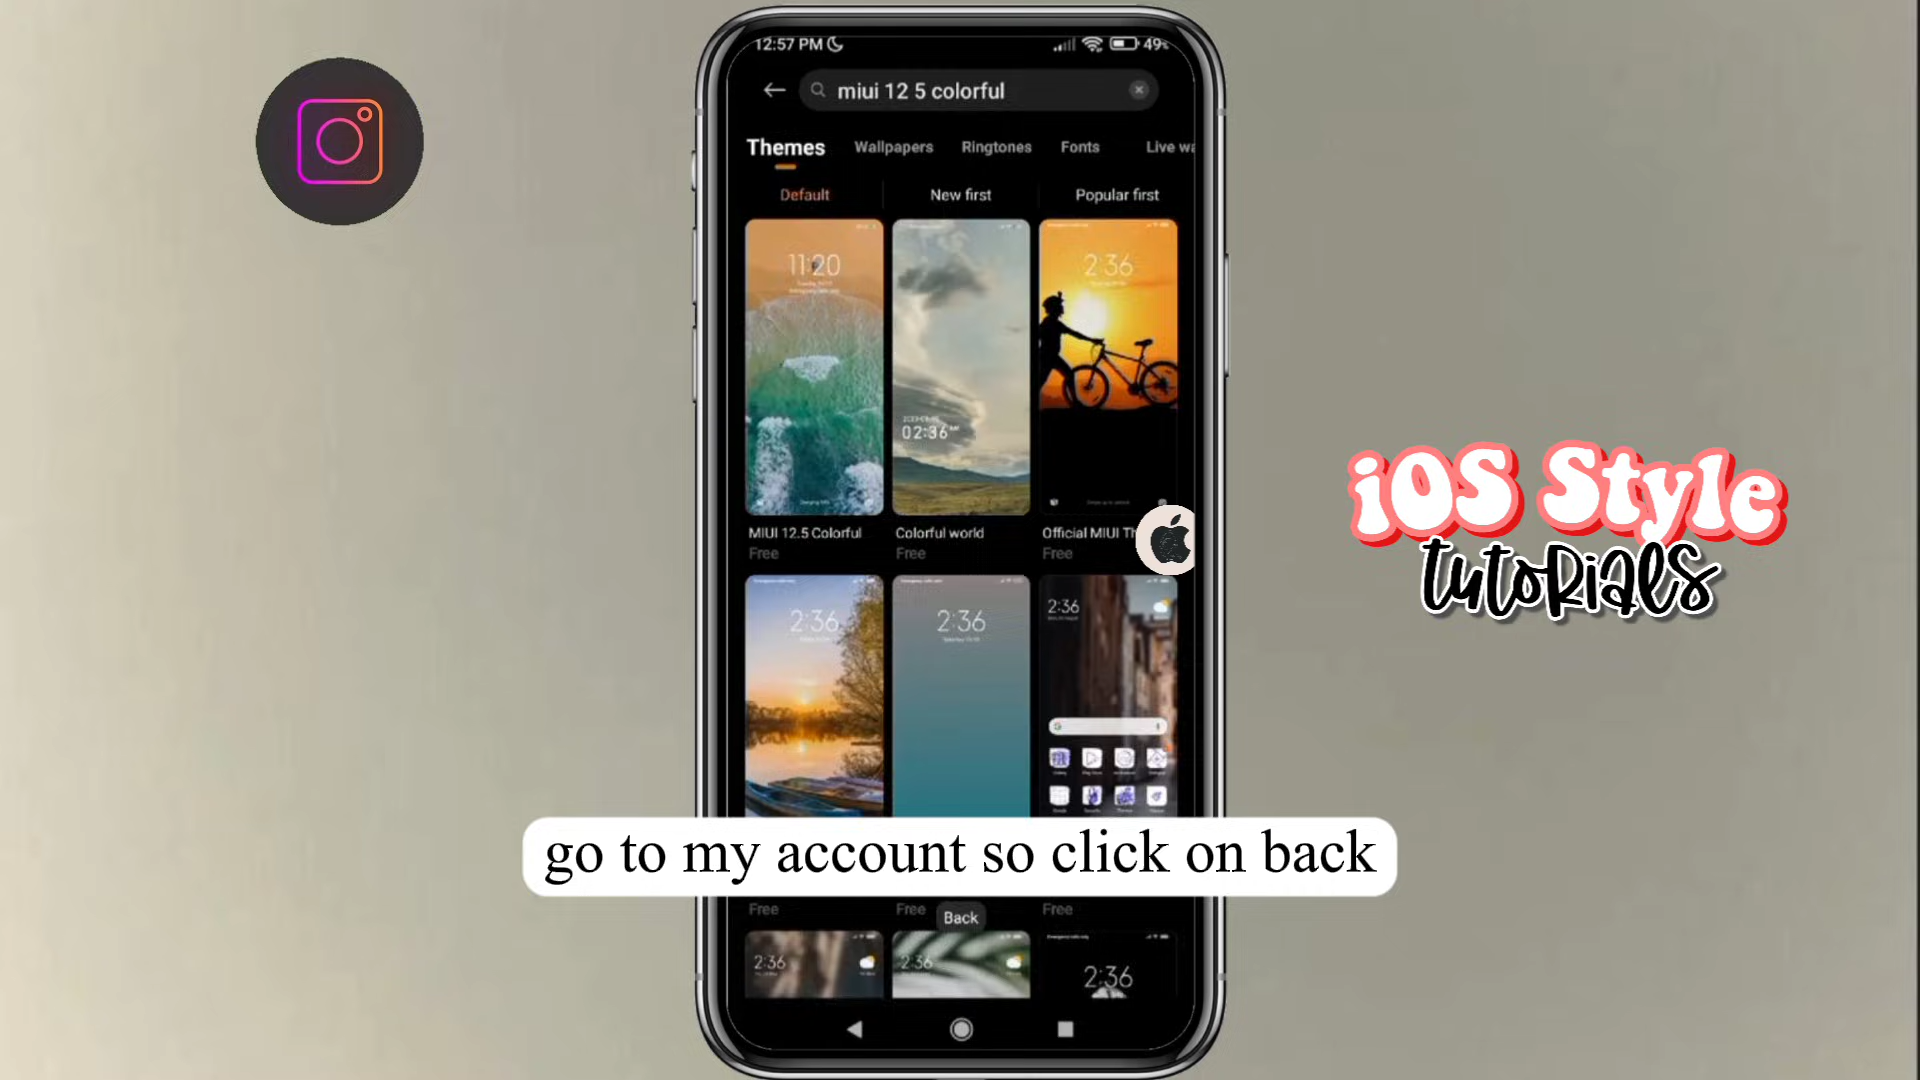 12:57 PM
49%
miui 12 5 colorful
Themes Wallpapers Ringtones Fonts Live wa
Default New first Popular first
11:20
2:36
02:36
MIUI 12.5 Colorful Colorful world Official MIUI Th
Free Free Free
2:36 2:36 2:36
iOS Style
tutorials
go to my account so click on back
Free Free Free
Back
2:36 2:36 2:36